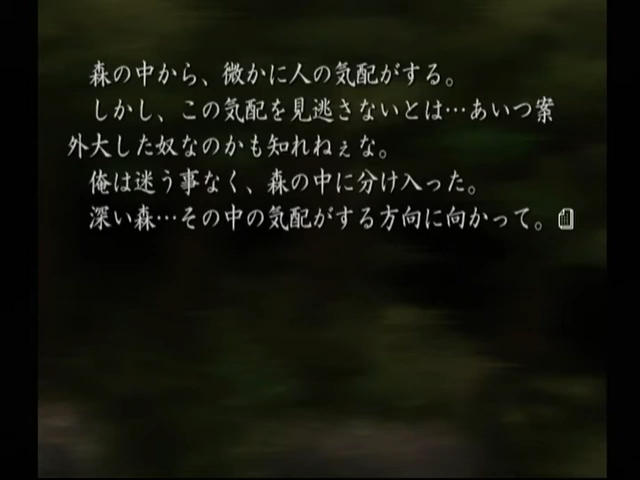 森の中から、微かに人の気配がする。
しかし、この気配を見逃さないとは…あいつ案
外大した奴なのかも知れねぇな。
俺は迷う事なく、森の中に分け入った。
深い森…その中の気配がする方向に向かって。